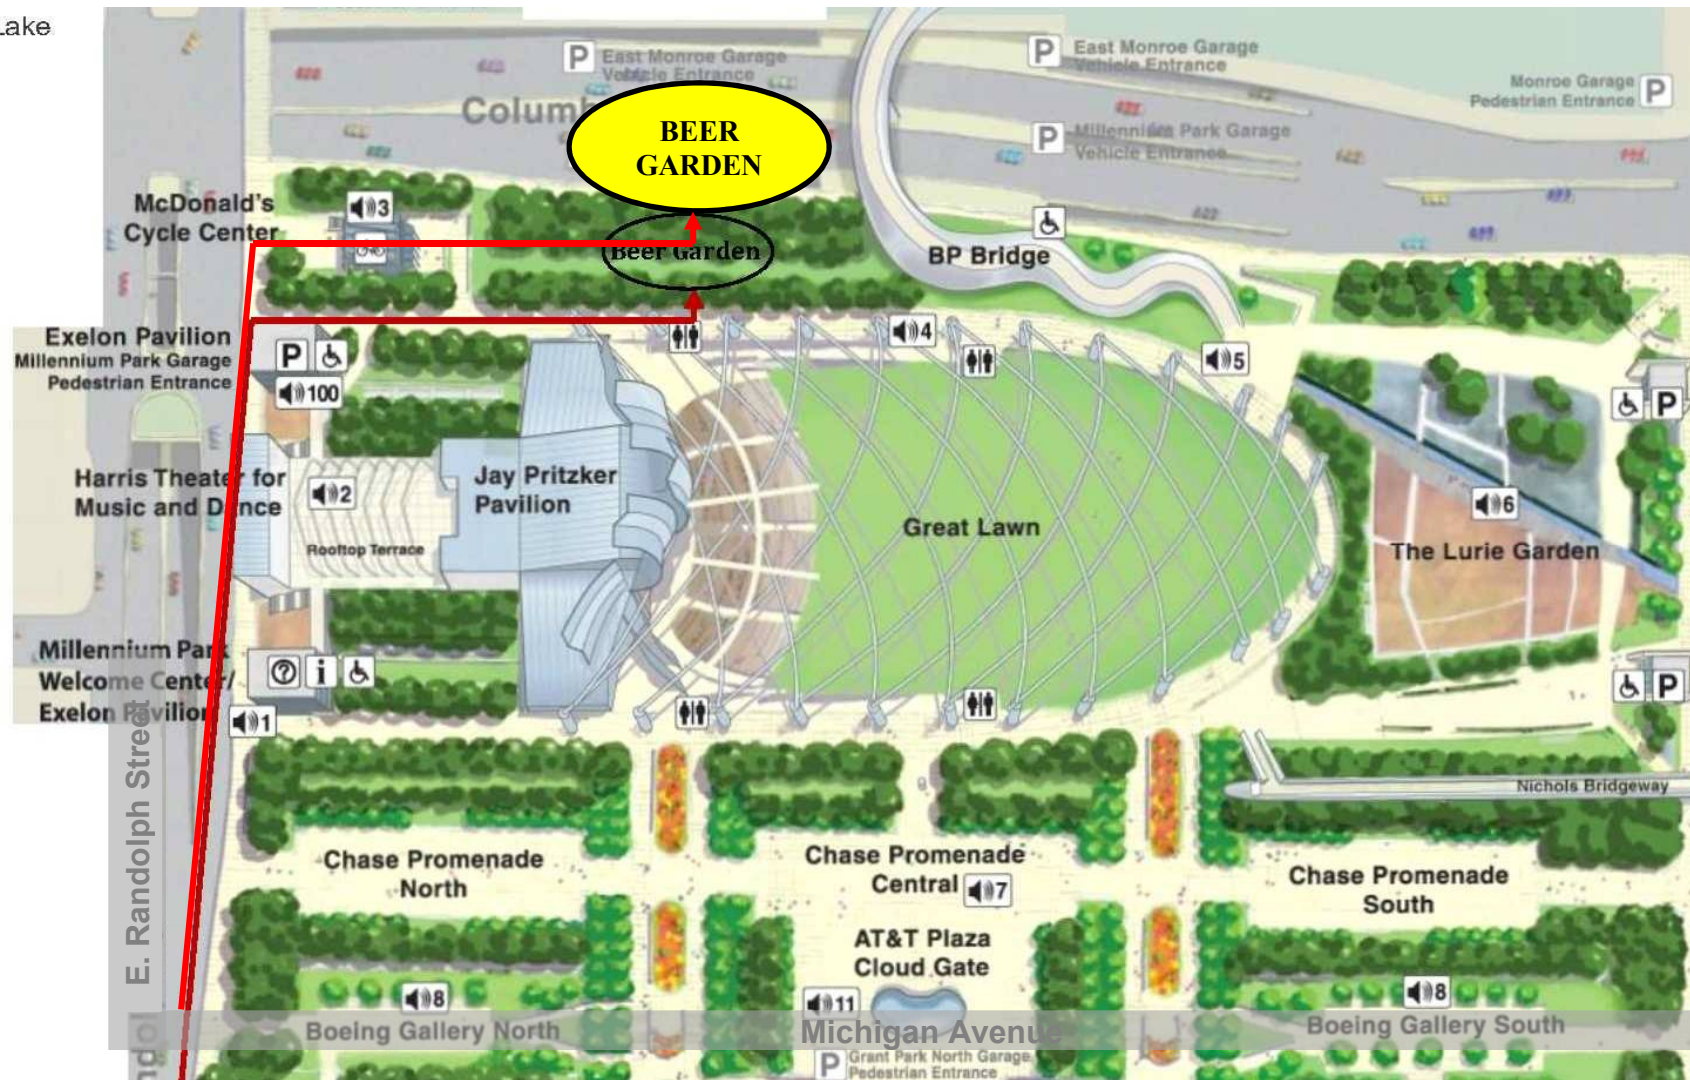 Lake
P East Monroe Garage
Vehicle Entrance
P East Monroe Garage
Vehicle Entrance
Monroe Garage P
Pedestrian Entrance
Colum
BEER
GARDEN
P Millennium Park Garage
Vehicle Entrance
McDonald's
Cycle Center
3
Beer Garden
BP Bridge
Exelon Pavilion
Millennium Park Garage
Pedestrian Entrance
P
100
4
5
P
Harris Theater for
Music and Dance
2
Rooftop Terrace
Jay Pritzker
Pavilion
Great Lawn
6
The Lurie Garden
Millennium Park
Welcome Center/
Exelon Pavilion
? i
1
P
E. Randolph Street
Nichols Bridgeway
Chase Promenade
North
Chase Promenade
Central 7
Chase Promenade
South
AT&T Plaza
Cloud Gate
8
11
8
Boeing Gallery North
Michigan Avenue
Boeing Gallery South
P Grant Park North Garage
Pedestrian Entrance
ndol